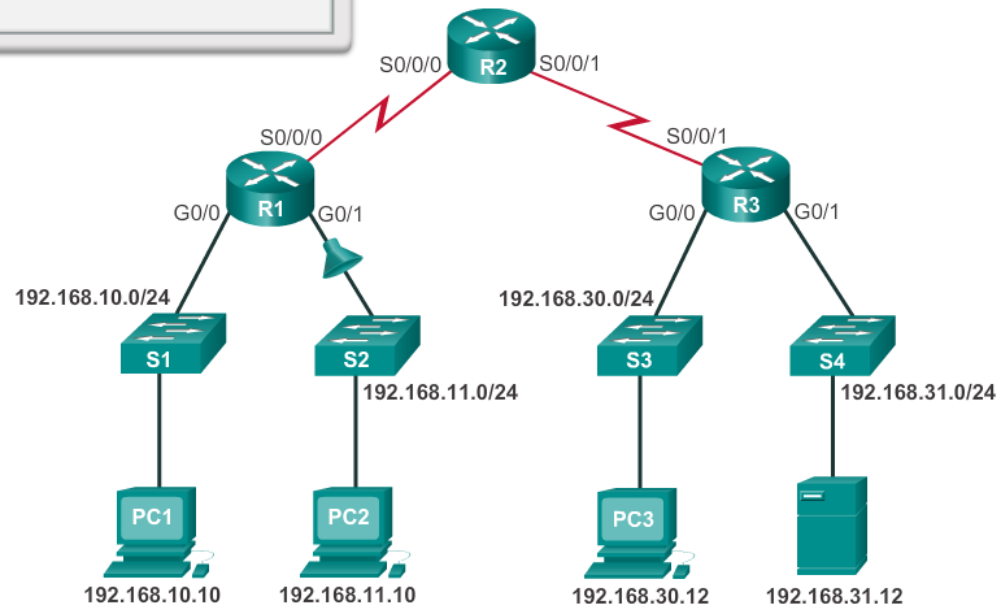 R2
S0/0/0
S0/0/1
S0/0/0
S0/0/1
R1
R3
G0/0
G0/1
G0/0
G0/1
192.168.10.0/24
192.168.30.0/24
S1
S2
S3
S4
192.168.11.0/24
192.168.31.0/24
PC1
PC2
PC3
192.168.10.10
192.168.11.10
192.168.30.12
192.168.31.12